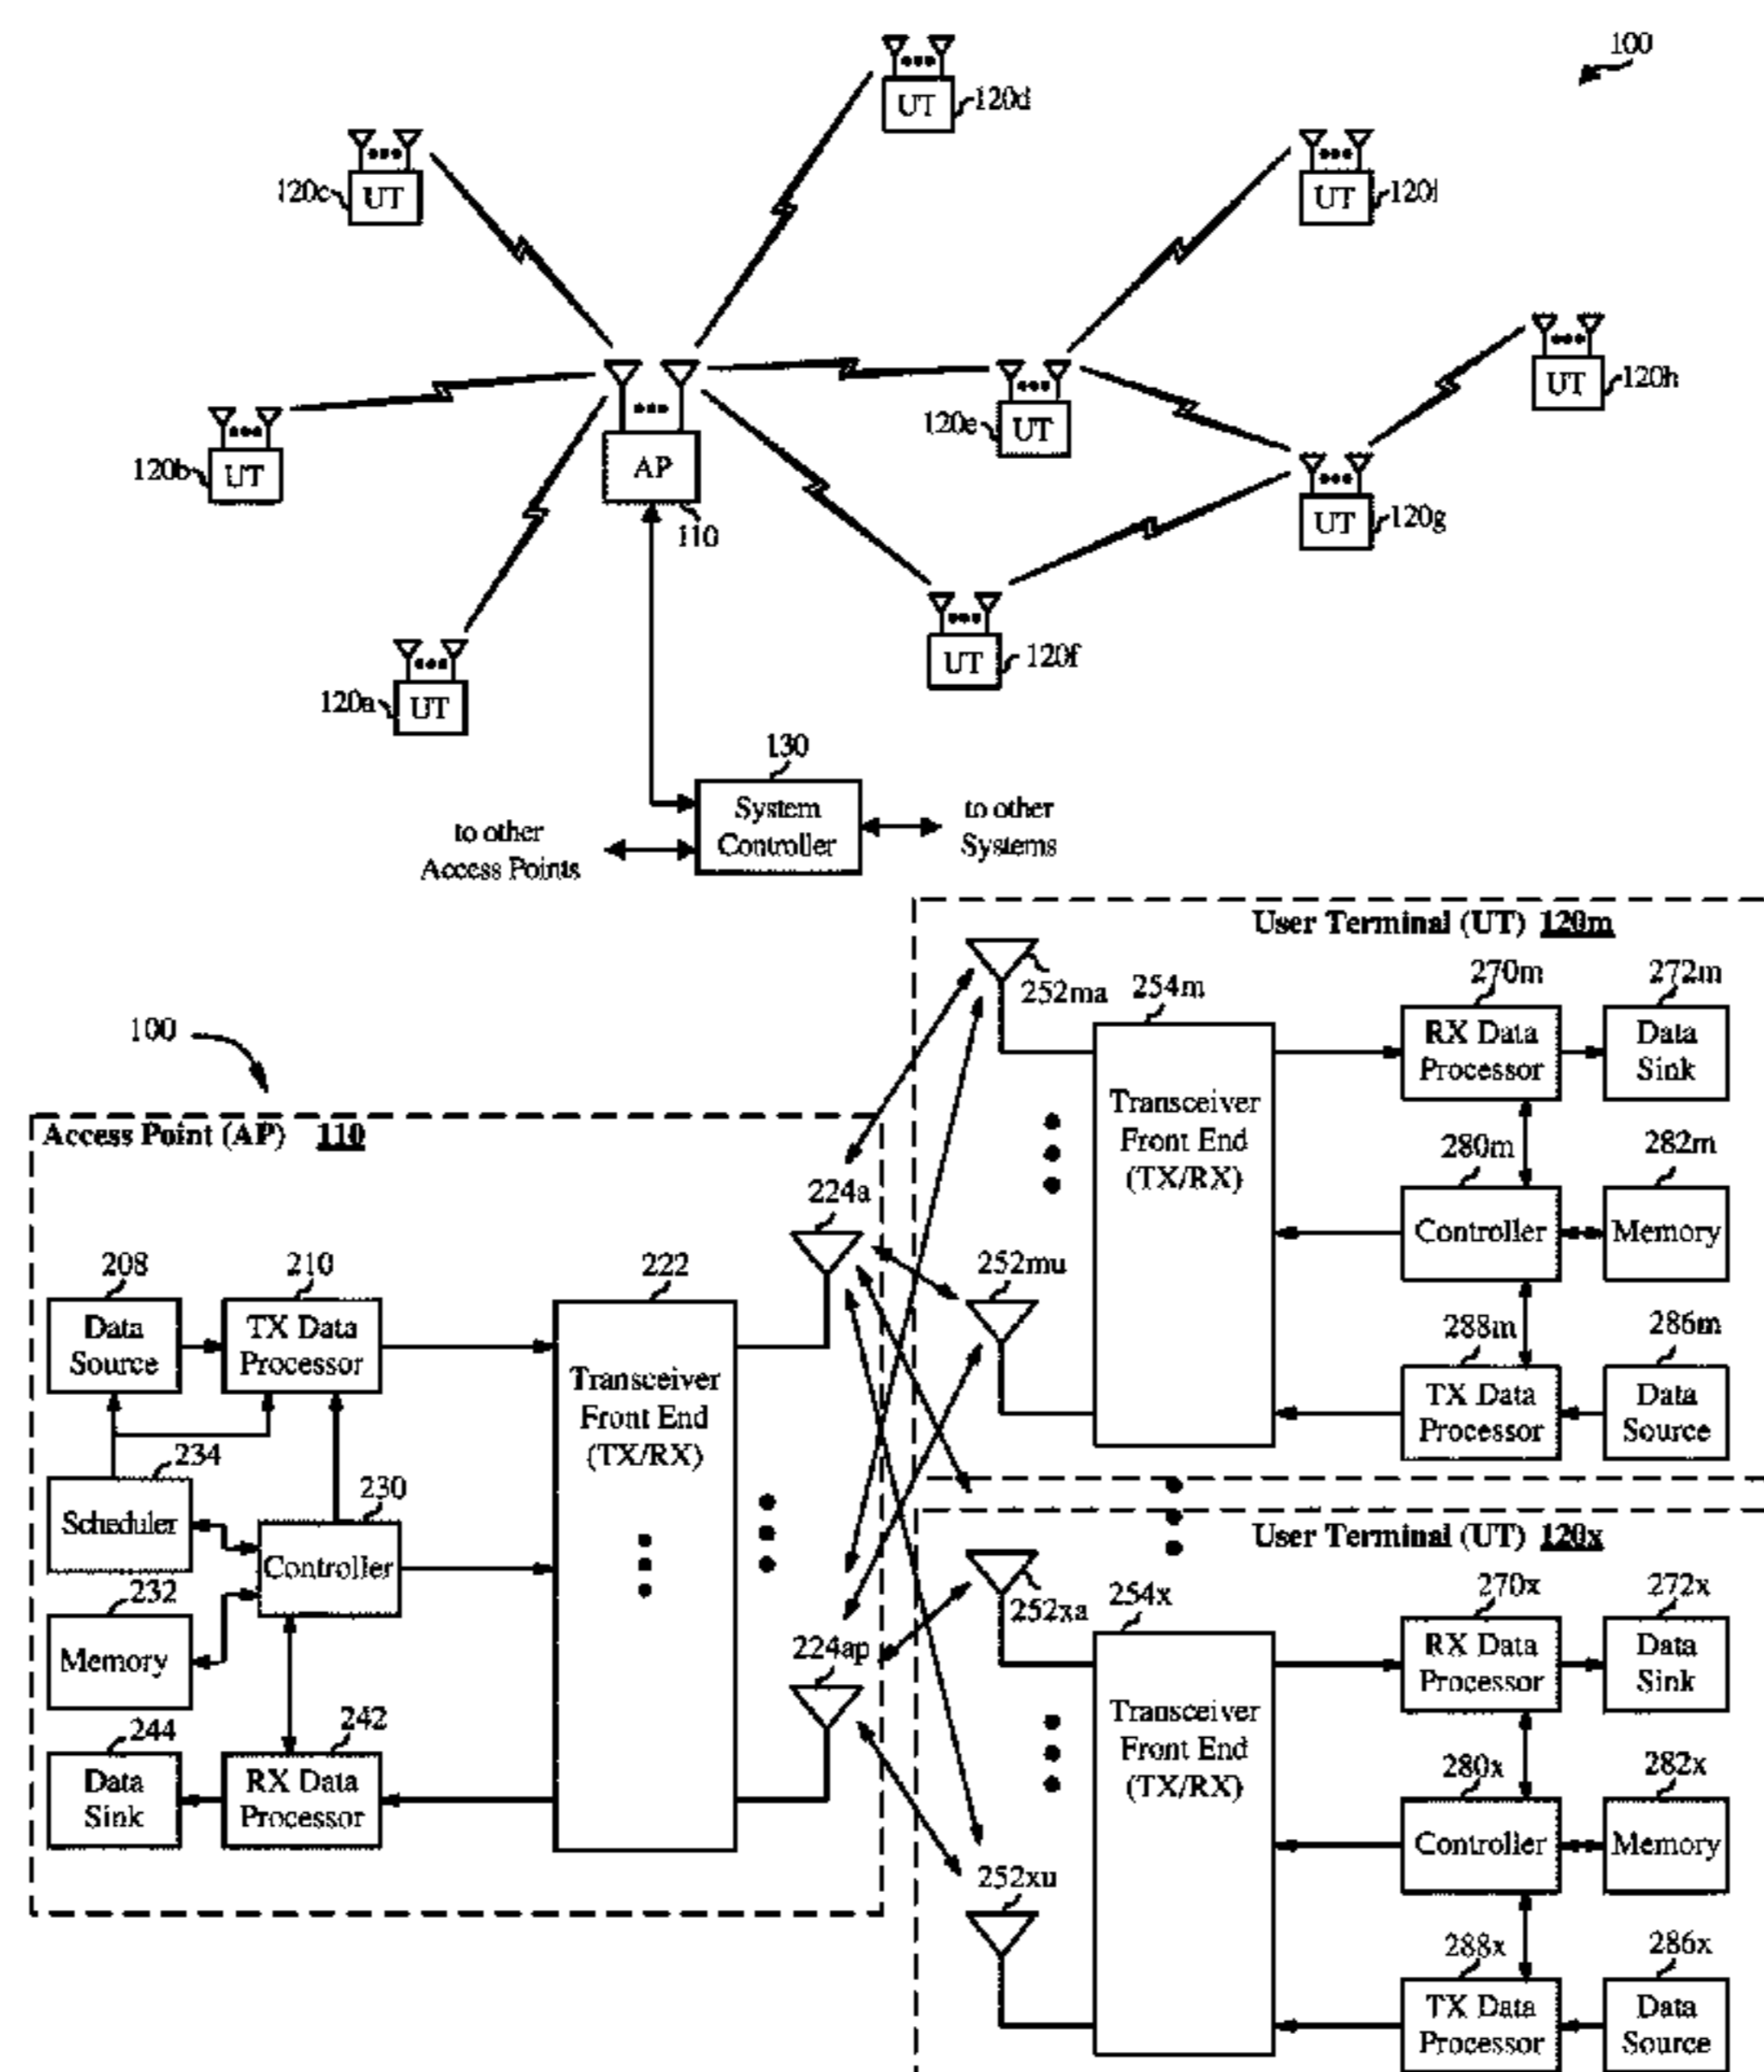 100
UT
120d
120c
UT
UT
120i
120e
UT
UT
120h
120b
UT
AP
110
UT
120g
UT
120f
120a
UT
130
System
Controller
to other
Access Points
to other
Systems
100
Access Point (AP) 110
208
Data
Source
210
TX Data
Processor
222
Transceiver
Front End
(TX/RX)
224a
234
Scheduler
230
Controller
232
Memory
224ap
244
Data
Sink
242
RX Data
Processor
User Terminal (UT) 120m
252ma
254m
Transceiver
Front End
(TX/RX)
270m
RX Data
Processor
272m
Data
Sink
280m
Controller
282m
Memory
252mu
288m
TX Data
Processor
286m
Data
Source
User Terminal (UT) 120x
252xa
254x
Transceiver
Front End
(TX/RX)
270x
RX Data
Processor
272x
Data
Sink
280x
Controller
282x
Memory
252xu
288x
TX Data
Processor
286x
Data
Source